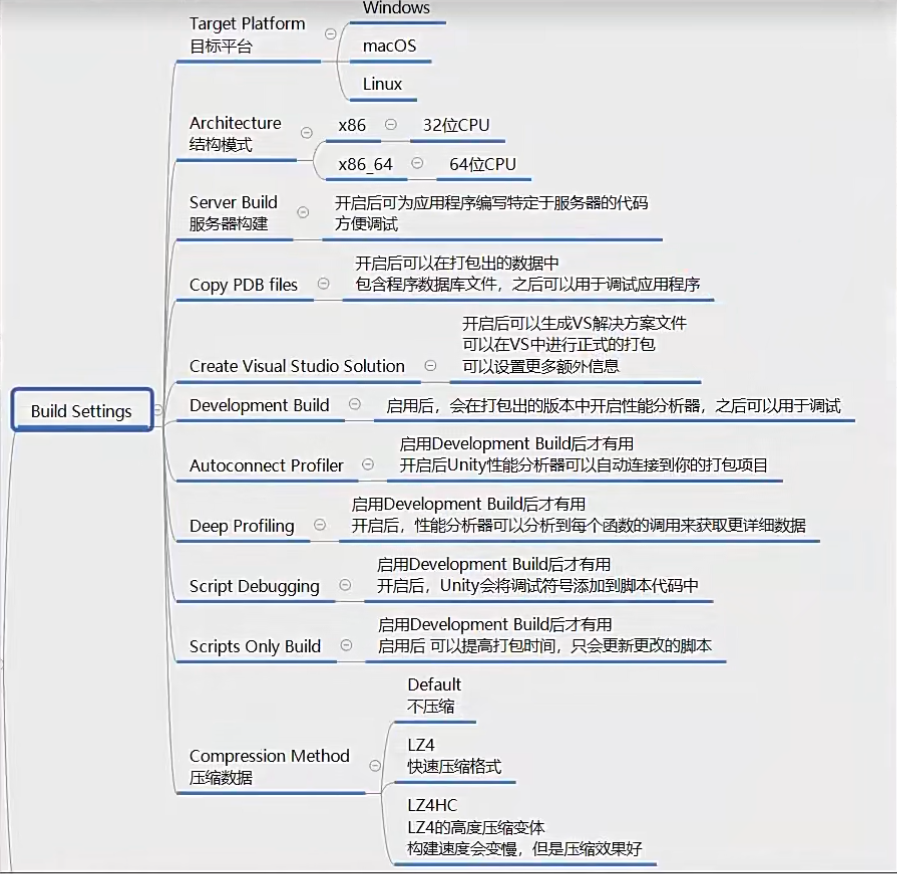 Windows
Target Platform
目标平台
macOS
Linux
Architecture
结构模式
x86
32位CPU
x86_64
64位CPU
Server Build
服务器构建
开启后可为应用程序编写特定于服务器的代码
方便调试
Copy PDB files
开启后可以在打包出的数据中
包含程序数据库文件，之后可以用于调试应用程序
Create Visual Studio Solution
开启后可以生成VS解决方案文件
可以在VS中进行正式的打包
可以设置更多额外信息
Build Settings
Development Build
启用后，会在打包出的版本中开启性能分析器，之后可以用于调试
Autoconnect Profiler
启用Development Build后才有用
开启后Unity性能分析器可以自动连接到你的打包项目
Deep Profiling
启用Development Build后才有用
开启后，性能分析器可以分析到每个函数的调用来获取更详细数据
Script Debugging
启用Development Build后才有用
开启后，Unity会将调试符号添加到脚本代码中
Scripts Only Build
启用Development Build后才有用
启用后 可以提高打包时间，只会更新更改的脚本
Compression Method
压缩数据
Default
不压缩
LZ4
快速压缩格式
LZ4HC
LZ4的高度压缩变体
构建速度会变慢，但是压缩效果好